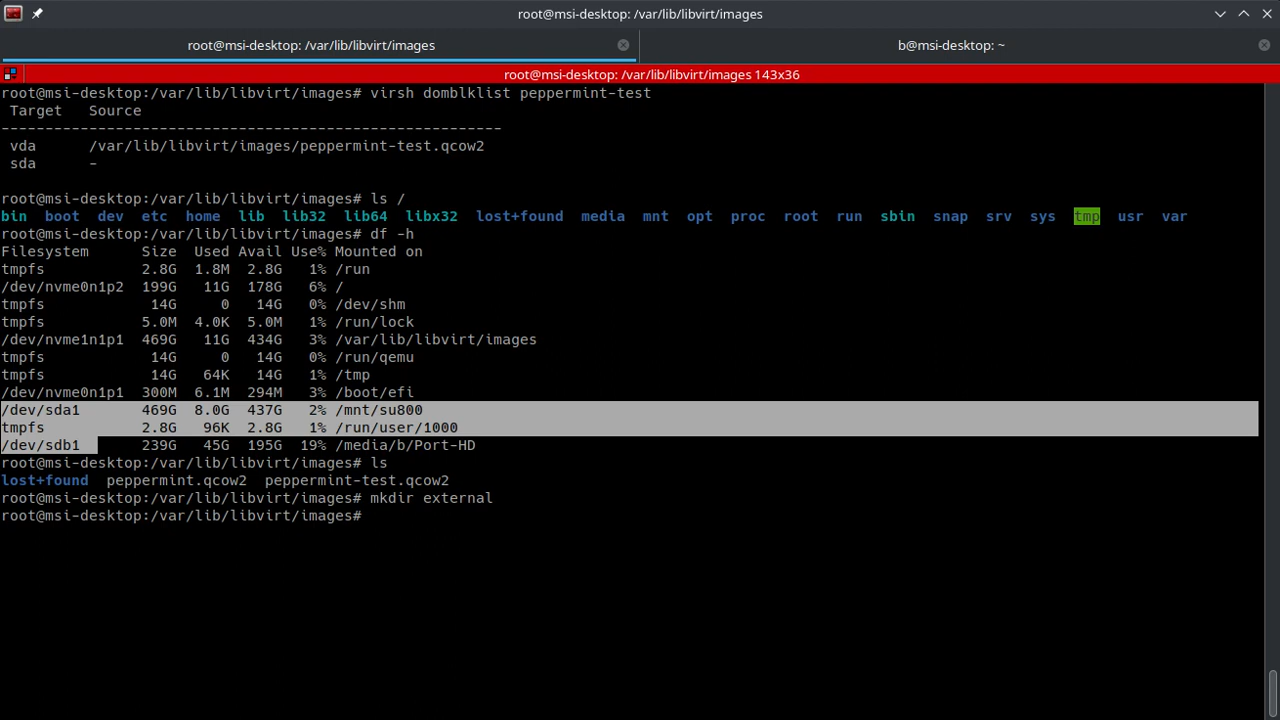 root@msi-desktop: /var/lib/libvirt/images
root@msi-desktop: /var/lib/libvirt/images
b@msi-desktop: ~
root@msi-desktop: /var/lib/libvirt/images 143x36
root@msi-desktop:/var/lib/libvirt/images# virsh domblklist peppermint-test
 Target   Source
---------------------------------------------------------
 vda      /var/lib/libvirt/images/peppermint-test.qcow2
 sda      -
root@msi-desktop:/var/lib/libvirt/images# ls /
bin  boot  dev  etc  home  lib  lib32  lib64  libx32  lost+found  media  mnt  opt  proc  root  run  sbin  snap  srv  sys  tmp  usr  var
root@msi-desktop:/var/lib/libvirt/images# df -h
Filesystem      Size  Used Avail Use% Mounted on
tmpfs           2.8G  1.8M  2.8G   1% /run
/dev/nvme0n1p2  199G   11G  178G   6% /
tmpfs            14G     0   14G   0% /dev/shm
tmpfs           5.0M  4.0K  5.0M   1% /run/lock
/dev/nvme1n1p1  469G   11G  434G   3% /var/lib/libvirt/images
tmpfs            14G     0   14G   0% /run/qemu
tmpfs            14G   64K   14G   1% /tmp
/dev/nvme0n1p1  300M  6.1M  294M   3% /boot/efi
/dev/sda1       469G  8.0G  437G   2% /mnt/su800
tmpfs           2.8G   96K  2.8G   1% /run/user/1000
/dev/sdb1       239G   45G  195G  19% /media/b/Port-HD
root@msi-desktop:/var/lib/libvirt/images# ls
lost+found  peppermint.qcow2  peppermint-test.qcow2
root@msi-desktop:/var/lib/libvirt/images# mkdir external
root@msi-desktop:/var/lib/libvirt/images#